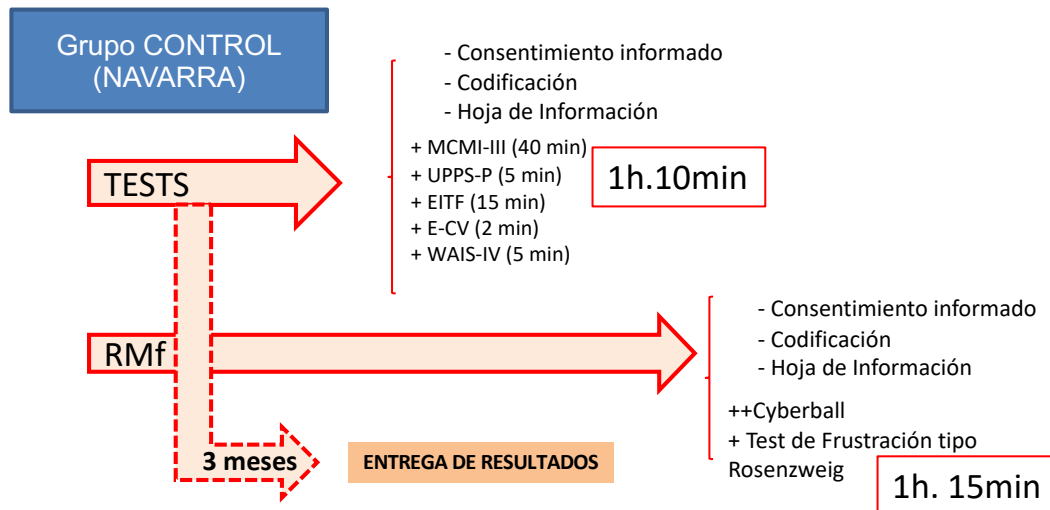 Grupo CONTROL
(NAVARRA)
- Consentimiento informado
- Codificación
- Hoja de Información
TESTS
+ MCMI-III (40 min)
+ UPPS-P (5 min)
+ EITF (15 min)
+ E-CV (2 min)
+ WAIS-IV (5 min)
1h.10min
RMf
- Consentimiento informado
- Codificación
- Hoja de Información
++Cyberball
+ Test de Frustración tipo
Rosenzweig
1h. 15min
3 meses
ENTREGA DE RESULTADOS